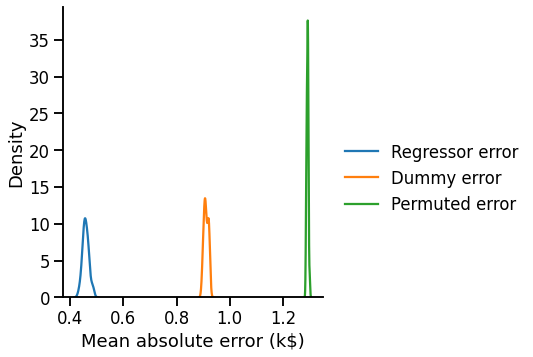 35
30
25
20
15
10
5
0
Density
0.4 0.6 0.8 1.0 1.2
Mean absolute error (k$)
Regressor error
Dummy error
Permuted error